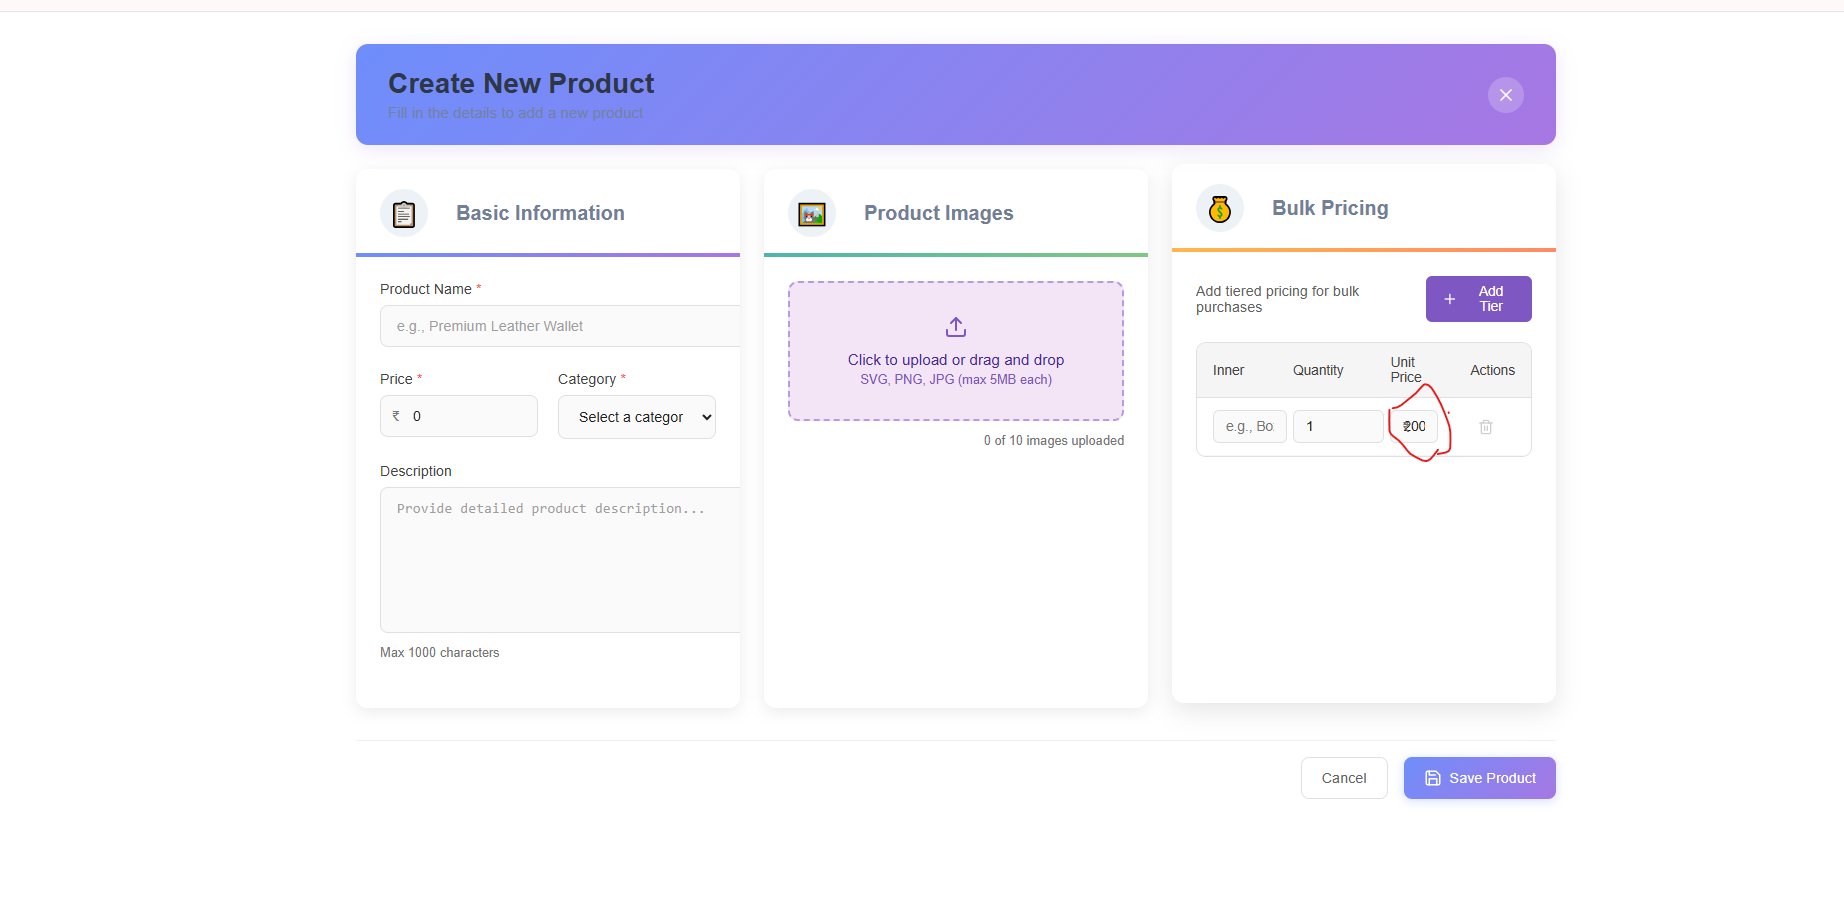 Create New Product
Fill in the details to add a new product
Basic Information
Product Name *
e.g., Premium Leather Wallet
Price *
Category *
₹ 0
Select a categor
Description
Provide detailed product description...
Max 1000 characters
Product Images
Click to upload or drag and drop
SVG, PNG, JPG (max 5MB each)
0 of 10 images uploaded
Bulk Pricing
Add tiered pricing for bulk
purchases
Add
Tier
Inner
Quantity
Unit
Price
Actions
e.g., Bo
1
₹200
Cancel
Save Product